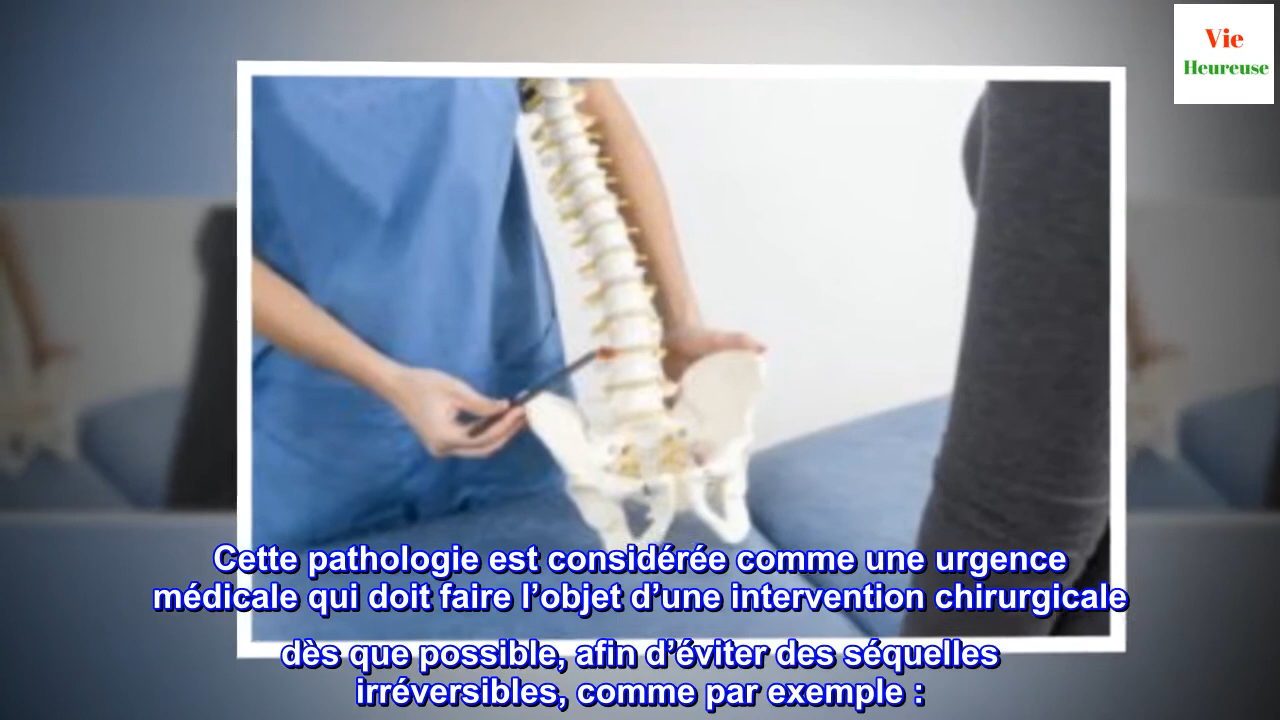 Vie
Heureuse
Cette pathologie est considérée comme une urgence
médicale qui doit faire l’objet d’une intervention chirurgicale
dès que possible, afin d’éviter des séquelles
irréversibles, comme par exemple :